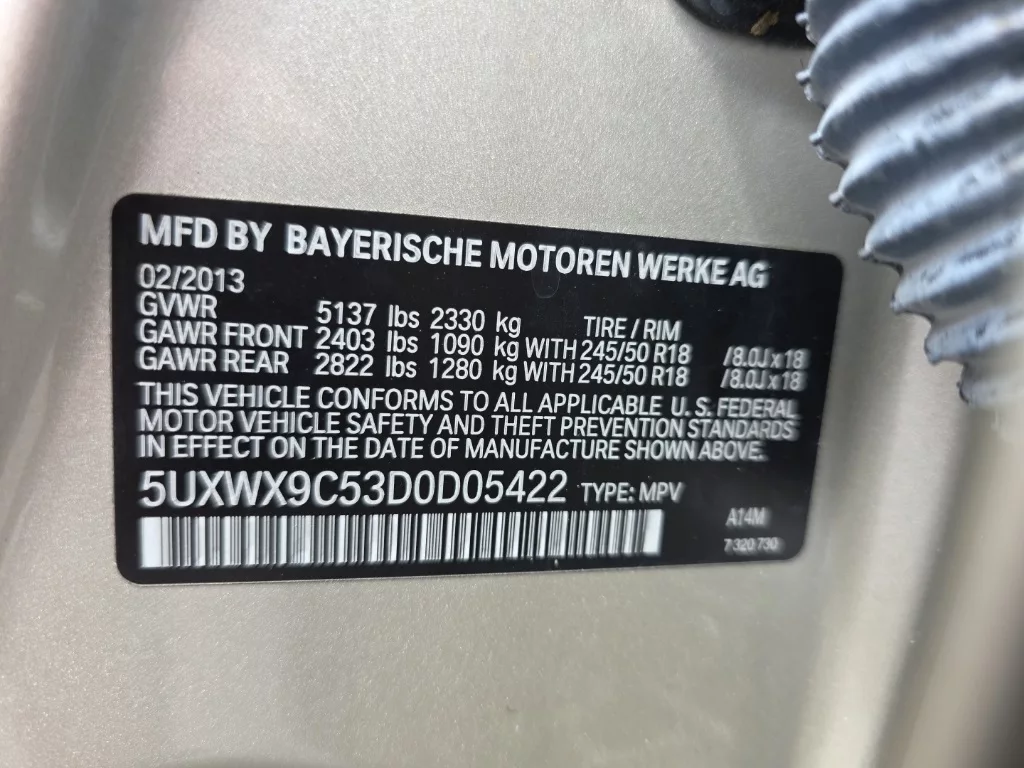 MFD BY BAYERISCHE MOTOREN WERKE AG
02/2013
GVWR 5137 lbs 2330 kg TIRE / RIM
GAWR FRONT 2403 lbs 1090 kg WITH 245/50 R18 /8.0J x 18
GAWR REAR 2822 lbs 1280 kg WITH 245/50 R18 /8.0J x 18
THIS VEHICLE CONFORMS TO ALL APPLICABLE U. S. FEDERAL
MOTOR VEHICLE SAFETY AND THEFT PREVENTION STANDARDS
IN EFFECT ON THE DATE OF MANUFACTURE SHOWN ABOVE.
5UXWX9C53D0D05422 TYPE: MPV
A14M
7 320 730